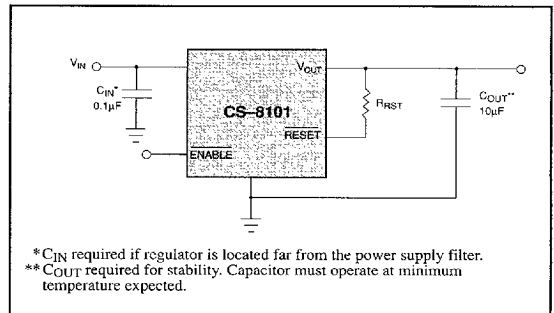 VIN
CIN*
0.1µF
CS–8101
ENABLE
VOUT
RESET
RRST
COUT**
10µF
*CIN required if regulator is located far from the power supply filter.
**COUT required for stability. Capacitor must operate at minimum
temperature expected.